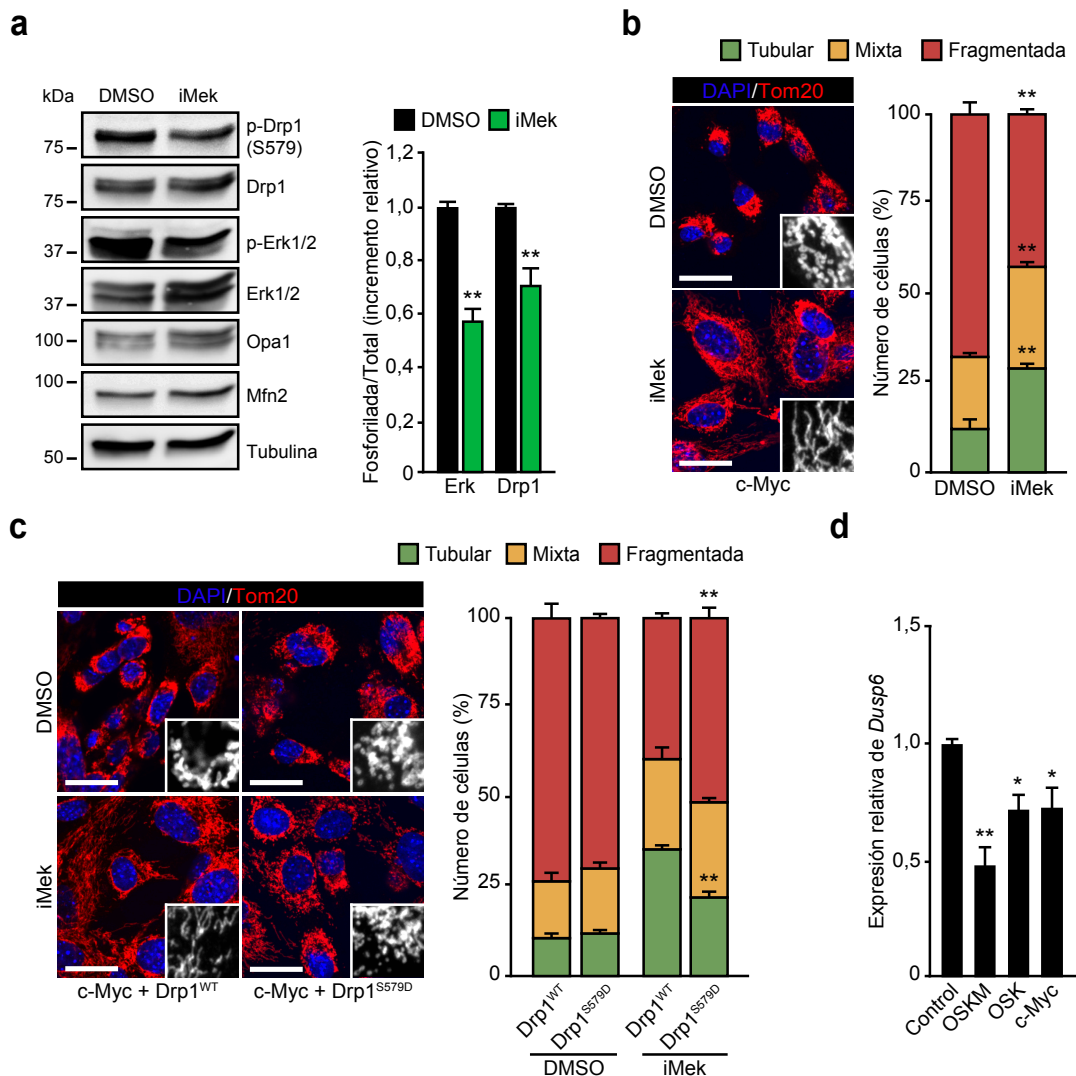 a
kDa
DMSO
iMek
75
p-Drp1
(S579)
75
Drp1
37
p-Erk1/2
37
Erk1/2
100
Opa1
100
Mfn2
50
Tubulina
DMSO
iMek
Fosforilada/Total (incremento relativo)
1,2
1,0
0,8
0,6
0,4
0,2
0
**
**
Erk
Drp1
b
Tubular
Mixta
Fragmentada
DAPI/Tom20
DMSO
iMek
c-Myc
Número de células (%)
100
75
50
25
0
**
**
**
DMSO
iMek
c
Tubular
Mixta
Fragmentada
DAPI/Tom20
DMSO
iMek
c-Myc + Drp1WT
c-Myc + Drp1S579D
Número de células (%)
100
75
50
25
0
**
**
Drp1WT
Drp1S579D
Drp1WT
Drp1S579D
DMSO
iMek
d
Expresión relativa de Dusp6
1,5
1,0
0,5
0
**
*
*
Control
OSKM
OSK
c-Myc